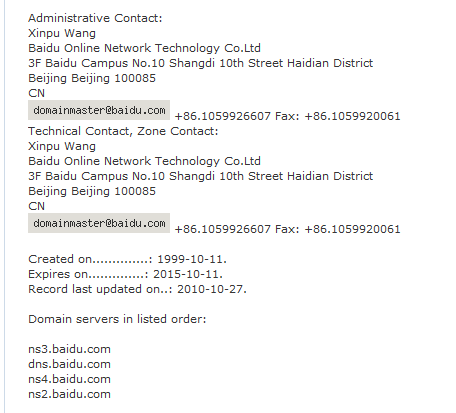 Administrative Contact:
Xinpu Wang
Baidu Online Network Technology Co.Ltd
3F Baidu Campus No.10 Shangdi 10th Street Haidian District
Beijing Beijing 100085
CN
domainmaster@baidu.com +86.1059926607 Fax: +86.1059920061
Technical Contact, Zone Contact:
Xinpu Wang
Baidu Online Network Technology Co.Ltd
3F Baidu Campus No.10 Shangdi 10th Street Haidian District
Beijing Beijing 100085
CN
domainmaster@baidu.com +86.1059926607 Fax: +86.1059920061
Created on..............: 1999-10-11.
Expires on..............: 2015-10-11.
Record last updated on..: 2010-10-27.
Domain servers in listed order:
ns3.baidu.com
dns.baidu.com
ns4.baidu.com
ns2.baidu.com